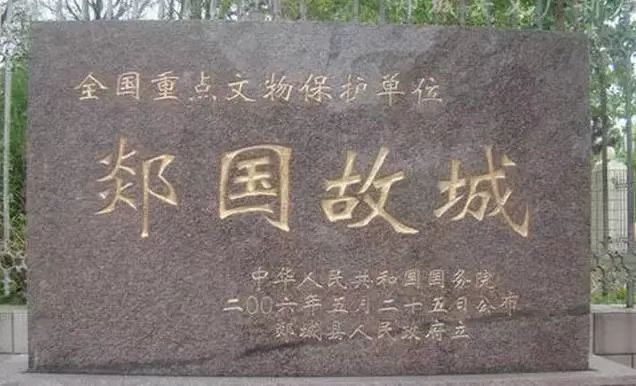 全国重点文物保护单位
郯国故城
中华人民共和国国务院
二〇〇六年五月二十五日公布
郯城县人民政府立